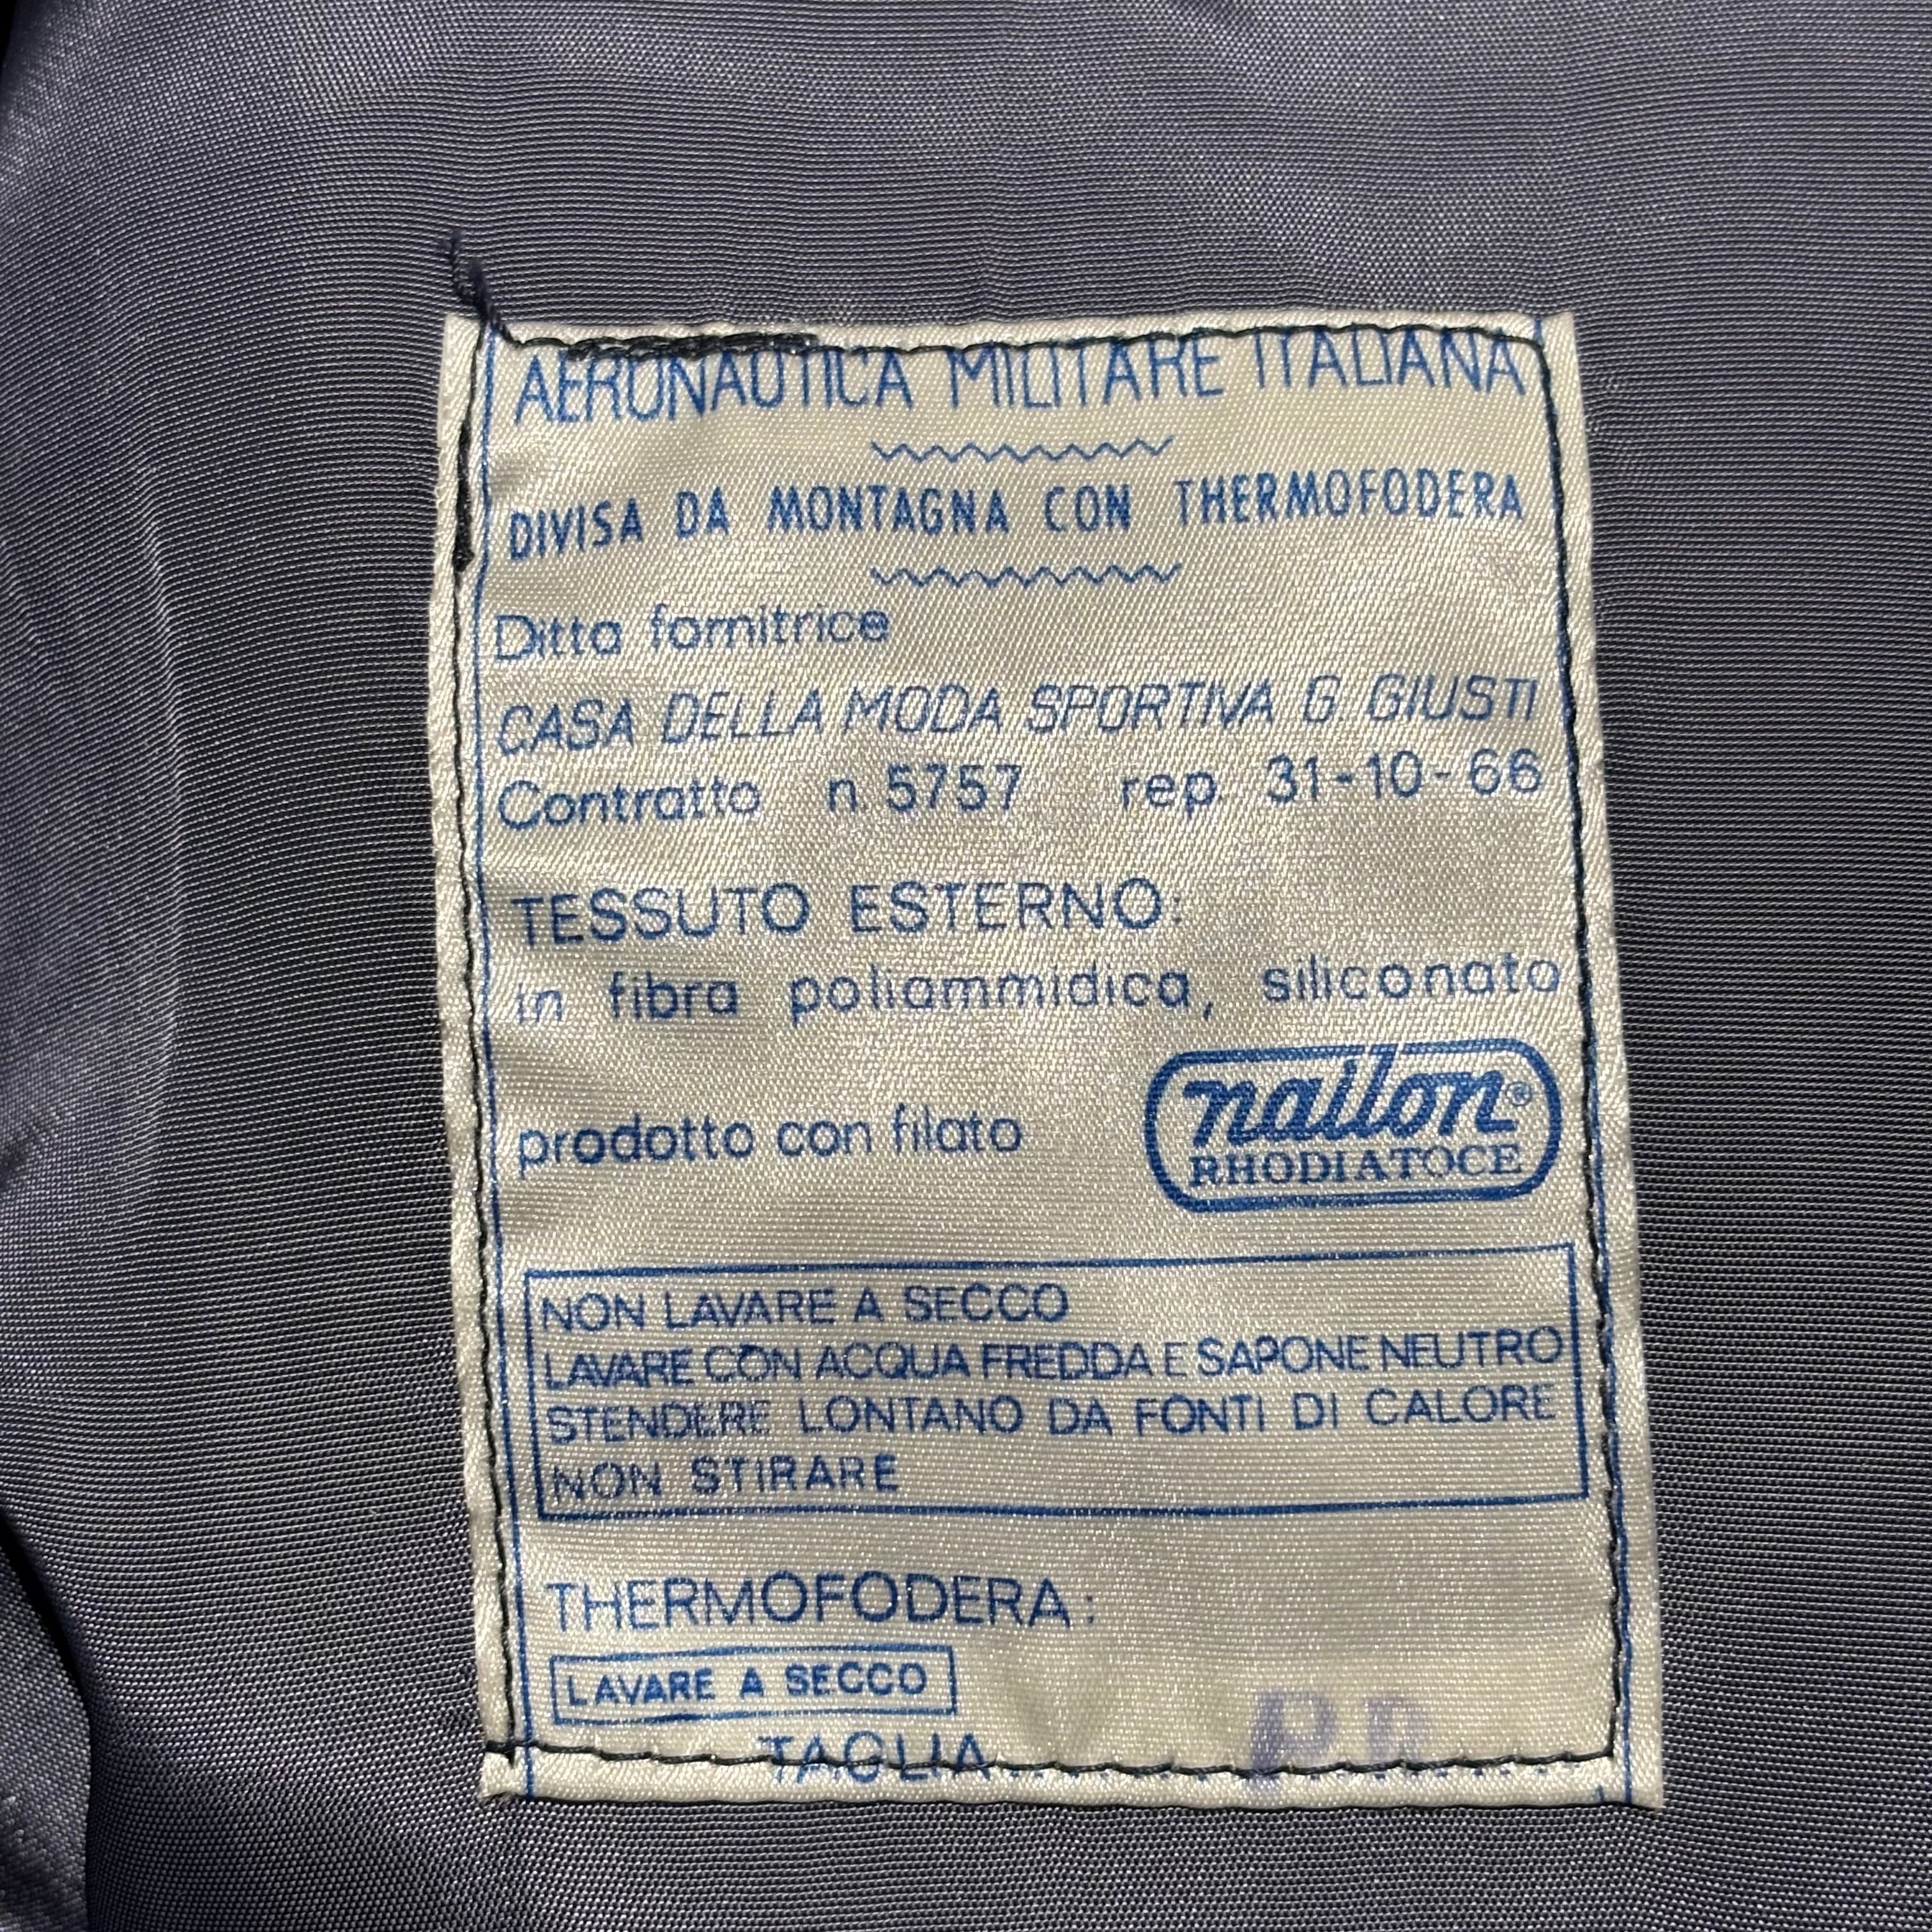 AERONAUTICA MILITARE ITALIANA
DIVISA DA MONTAGNA CON THERMOFODERA
Ditta fornitrice
CASA DELLA MODA SPORTIVA G GIUSTI
Contratto n 5757 rep. 31-10-66
TESSUTO ESTERNO:
in fibra poliammidica, siliconato
prodotto con filato
nailon®
RHODIATOCE
NON LAVARE A SECCO
LAVARE CON ACQUA FREDDA E SAPONE NEUTRO
STENDERE LONTANO DA FONTI DI CALORE
NON STIRARE
THERMOFODERA:
LAVARE A SECCO
TAGLIA